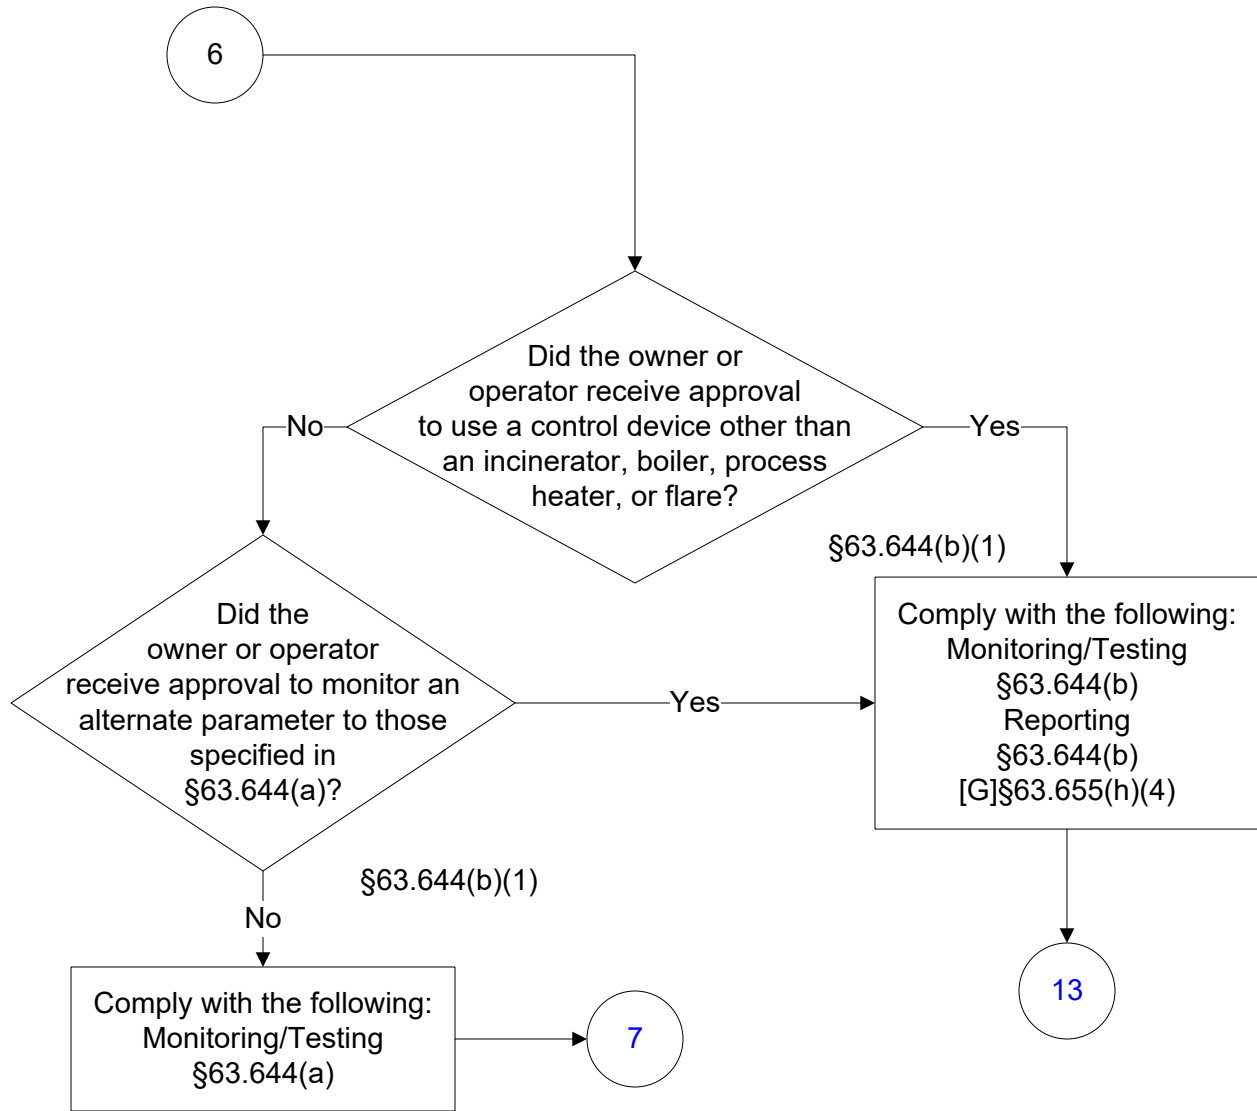 6
Did the owner or
operator receive approval
to use a control device other than
an incinerator, boiler, process
heater, or flare?
No
Yes
§63.644(b)(1)
Did the
owner or operator
receive approval to monitor an
alternate parameter to those
specified in
§63.644(a)?
Yes
Comply with the following:
Monitoring/Testing
§63.644(b)
Reporting
§63.644(b)
[G]§63.655(h)(4)
§63.644(b)(1)
No
Comply with the following:
Monitoring/Testing
§63.644(a)
7
13